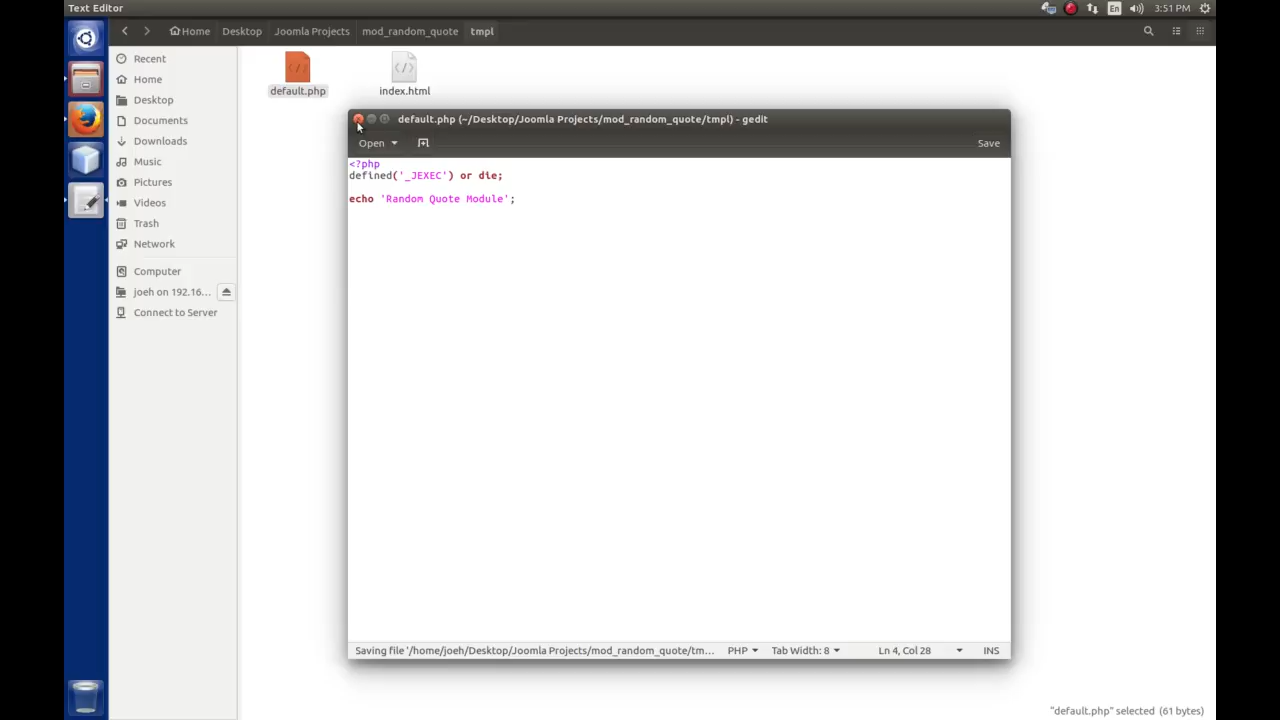 Text Editor
En
3:51 PM
Home
Desktop
Joomla Projects
mod_random_quote
tmpl
Recent
Home
Desktop
Documents
Downloads
Music
Pictures
Videos
Trash
Network
Computer
joeh on 192.16...
Connect to Server
default.php
index.html
default.php (~/Desktop/Joomla Projects/mod_random_quote/tmpl) - gedit
Open
Save
<?php
defined('_JEXEC') or die;
echo 'Random Quote Module';
Saving file '/home/joeh/Desktop/Joomla Projects/mod_random_quote/tm...
PHP
Tab Width: 8
Ln 4, Col 28
INS
"default.php" selected (61 bytes)